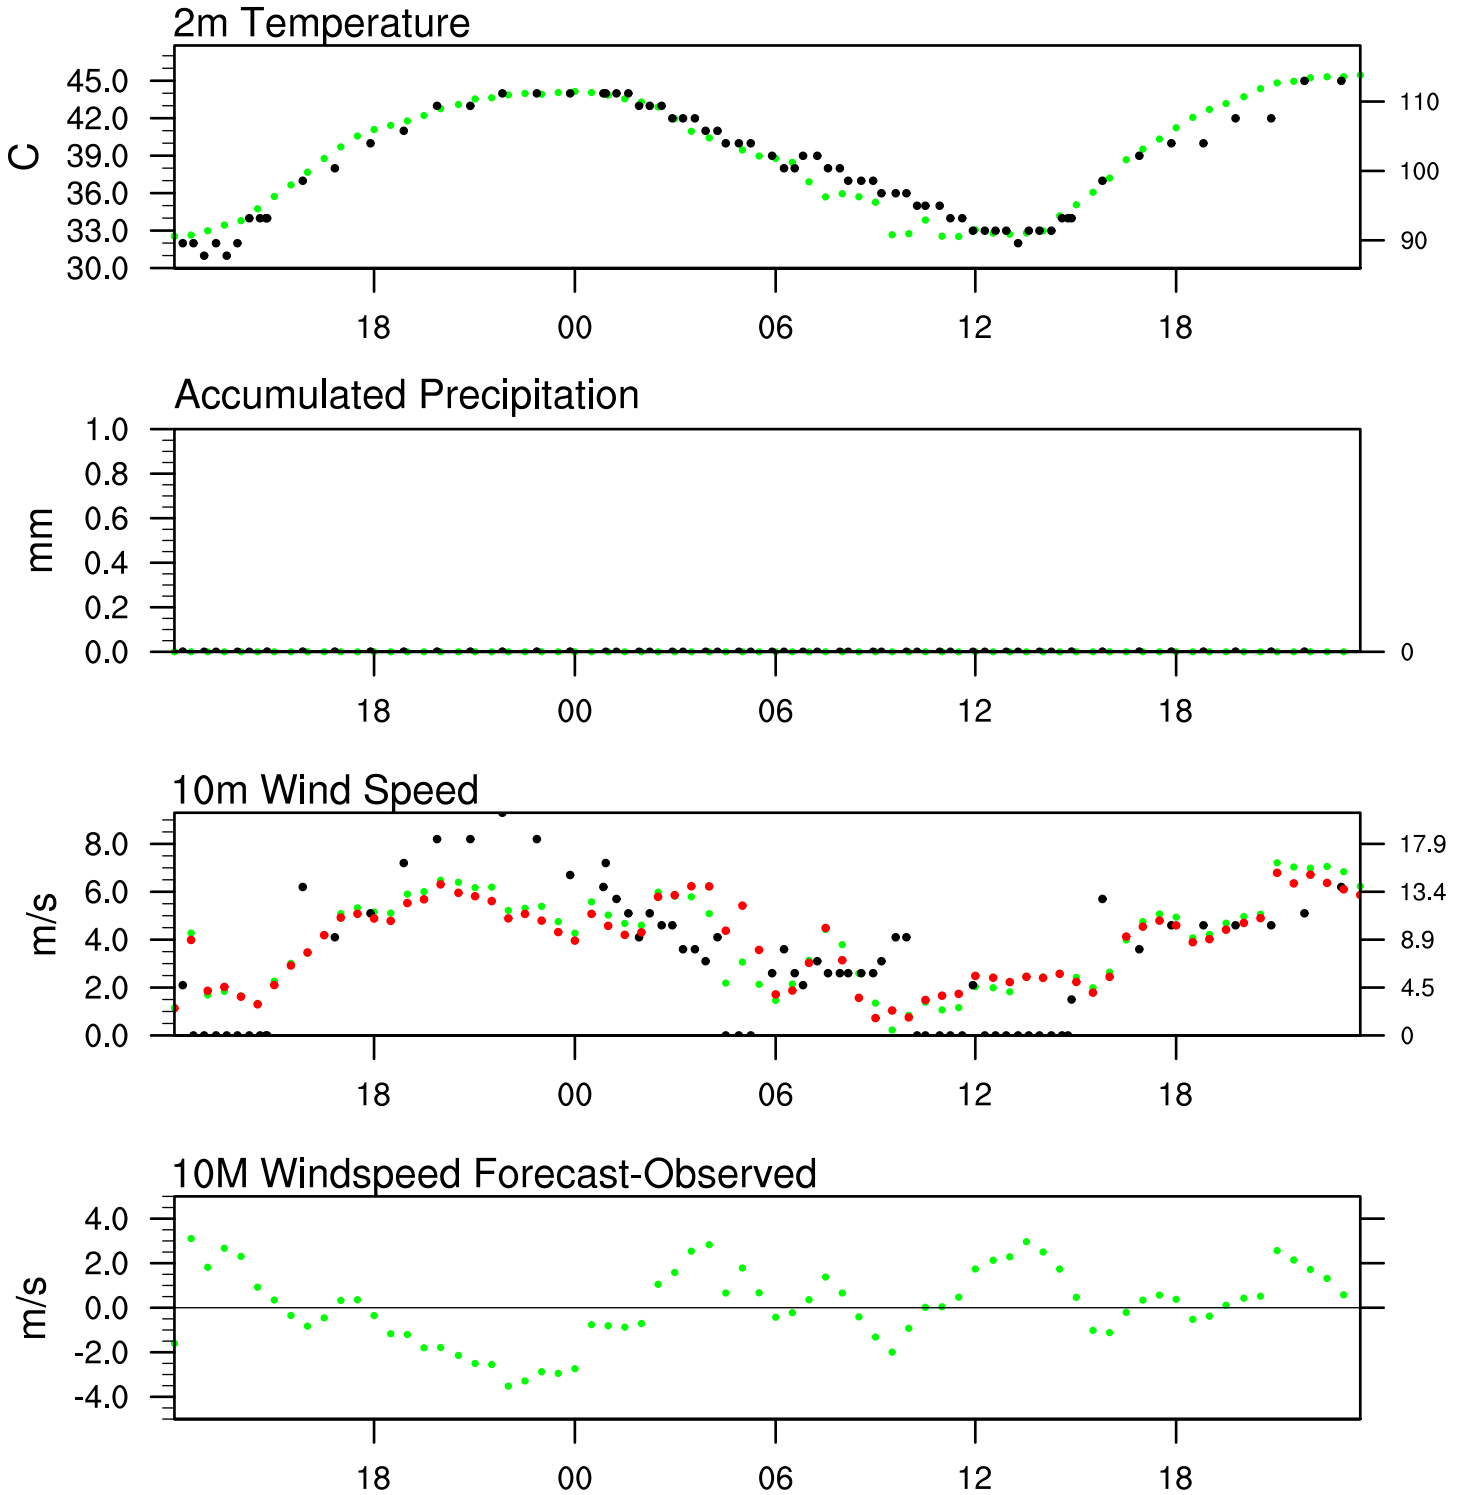 2m Temperature
45.0
42.0
39.0
36.0
33.0
30.0
C
110
100
90
18 00 06 12 18
Accumulated Precipitation
1.0
0.8
0.6
0.4
0.2
0.0
mm
0
18 00 06 12 18
10m Wind Speed
8.0
6.0
4.0
2.0
0.0
m/s
17.9
13.4
8.9
4.5
0
18 00 06 12 18
10M Windspeed Forecast-Observed
4.0
2.0
0.0
-2.0
-4.0
m/s
18 00 06 12 18